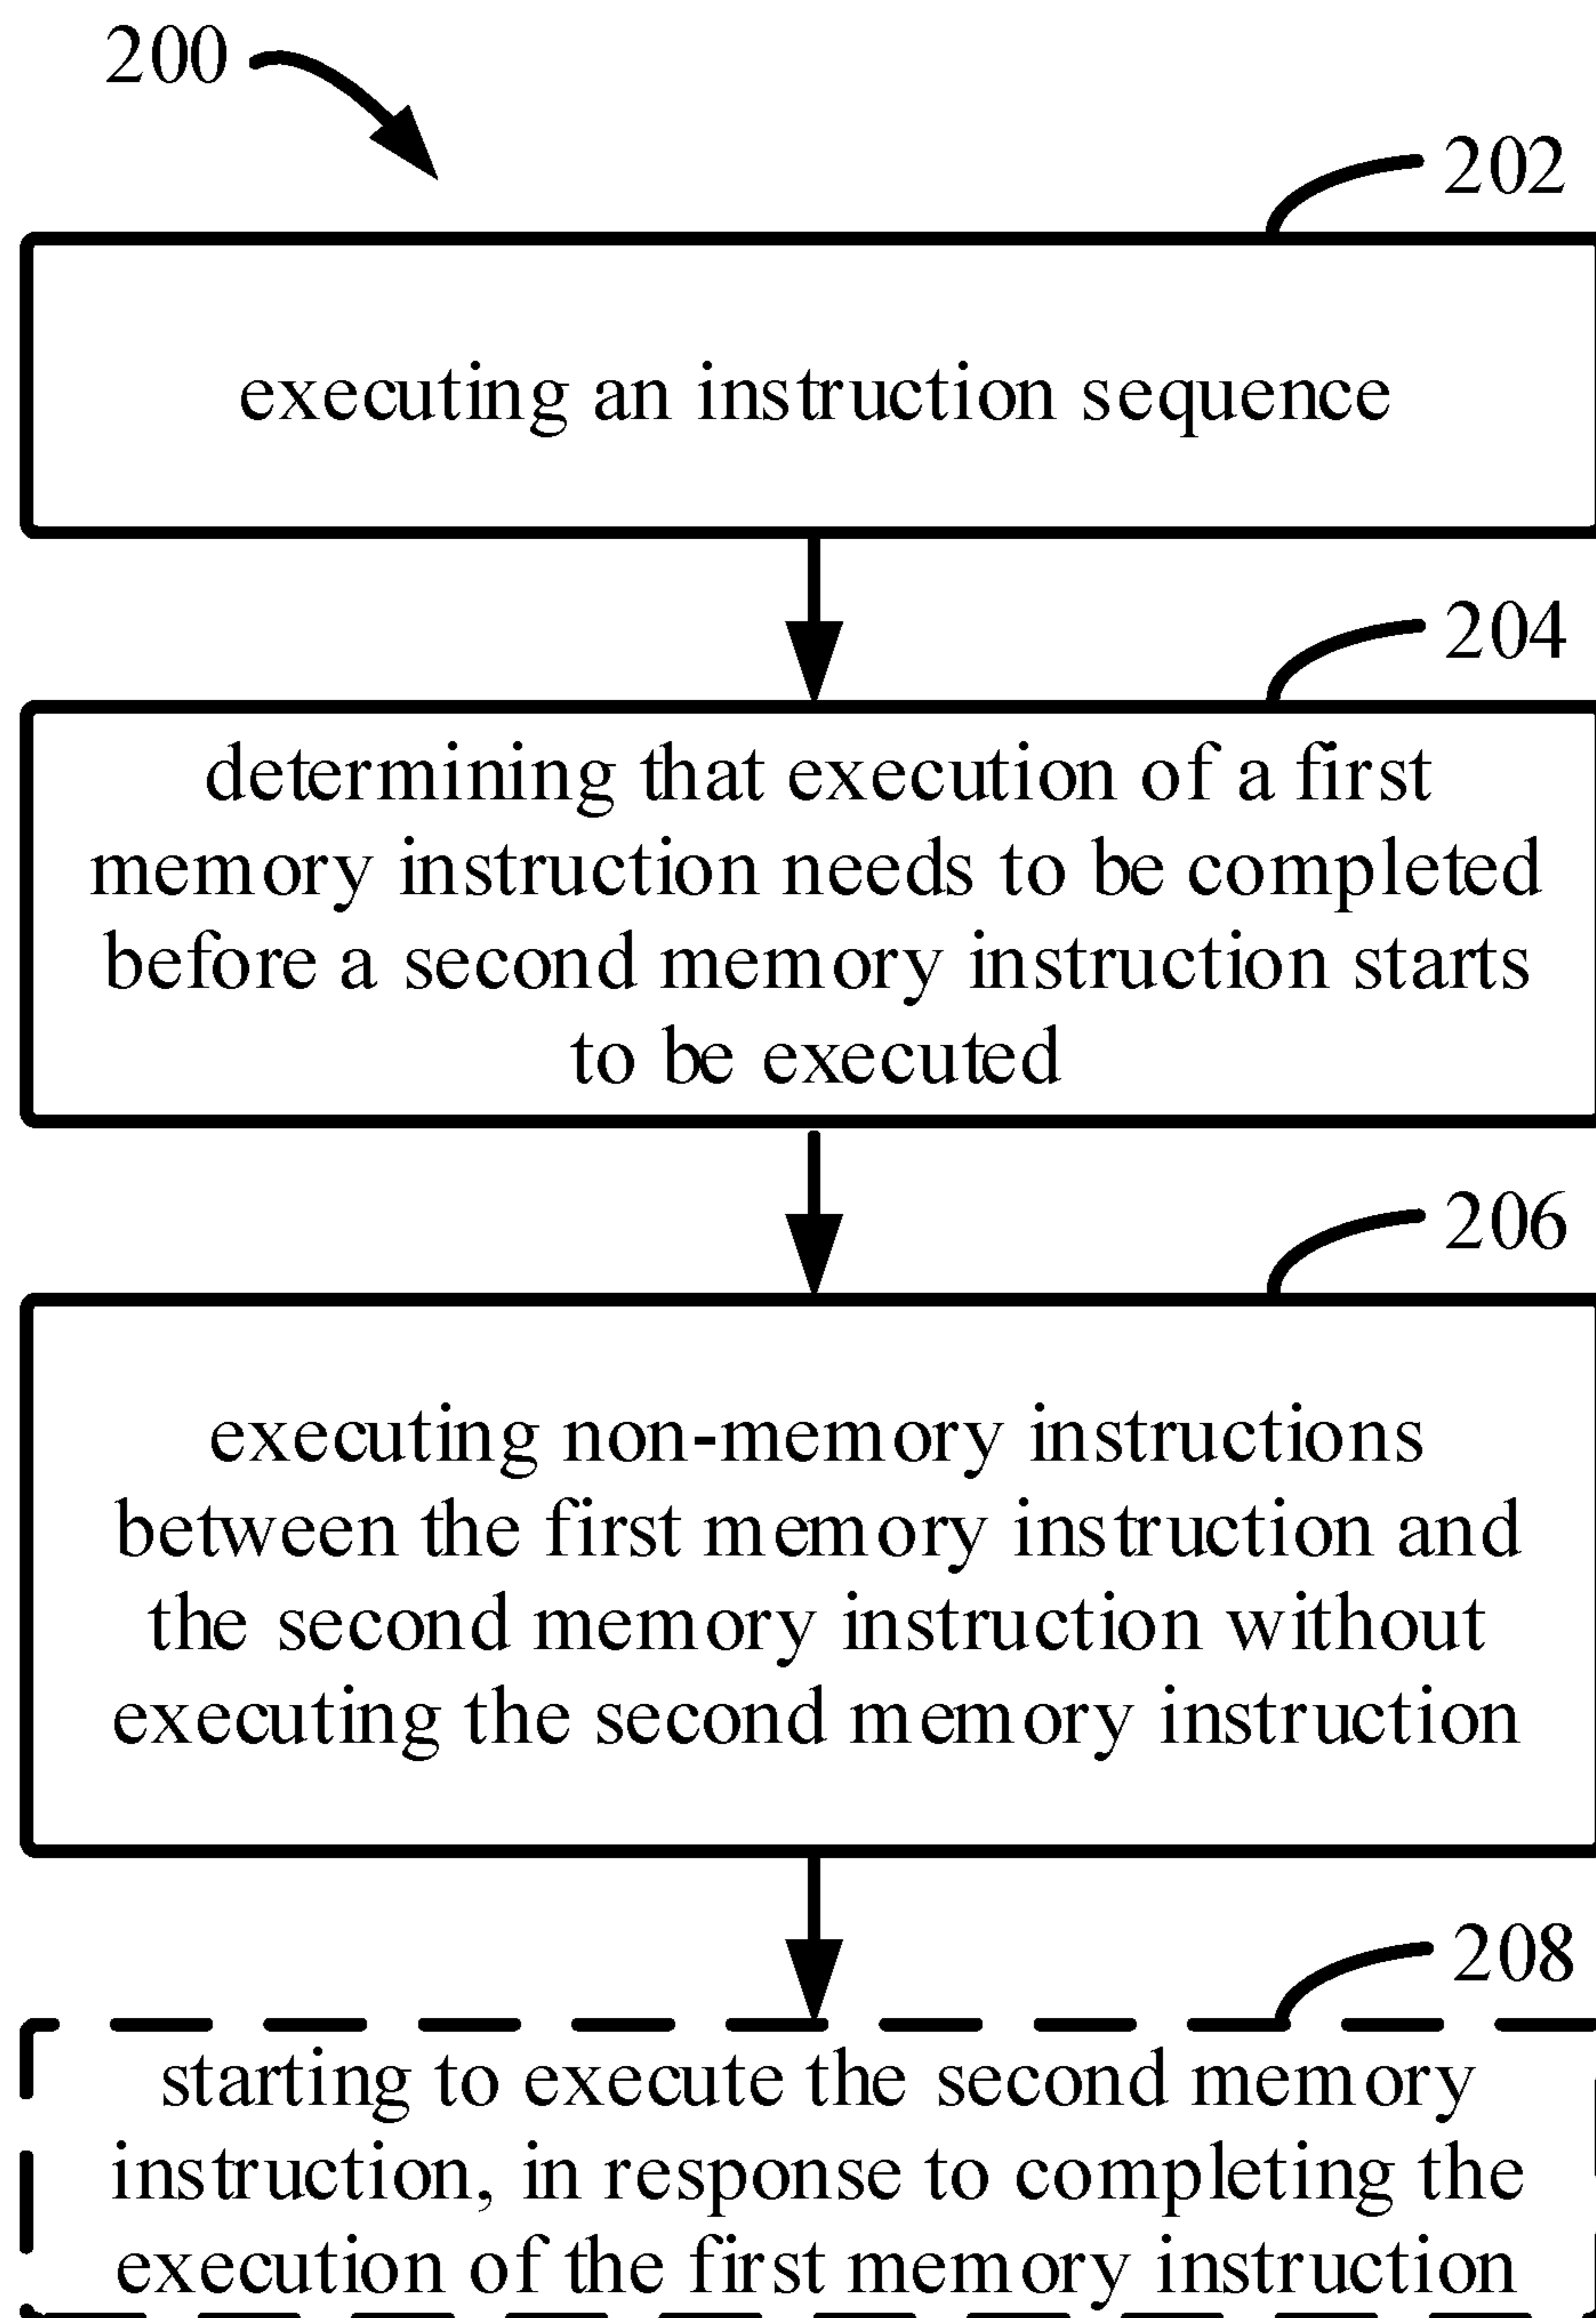 200
202
executing an instruction sequence
204
determining that execution of a first
memory instruction needs to be completed
before a second memory instruction starts
to be executed
206
executing non-memory instructions
between the first memory instruction and
the second memory instruction without
executing the second memory instruction
208
starting to execute the second memory
instruction, in response to completing the
execution of the first memory instruction